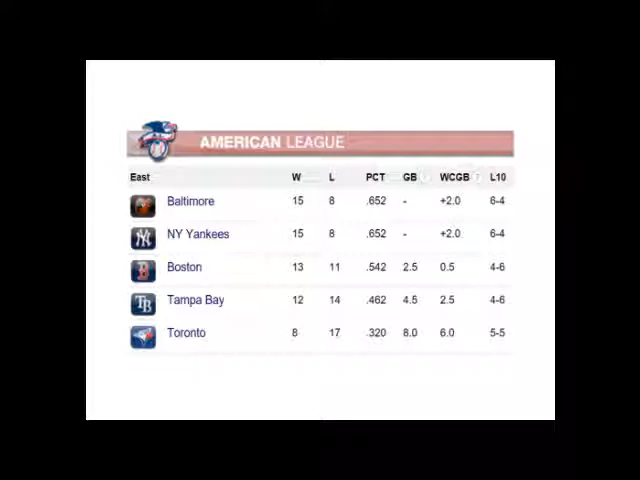 AMERICAN LEAGUE
East W L PCT GB WCGB L10
Baltimore 15 8 .652 - +2.0 6-4
NY Yankees 15 8 .652 - +2.0 6-4
B Boston 13 11 .542 2.5 0.5 4-6
TB Tampa Bay 12 14 .462 4.5 2.5 4-6
Toronto 8 17 .320 8.0 6.0 5-5